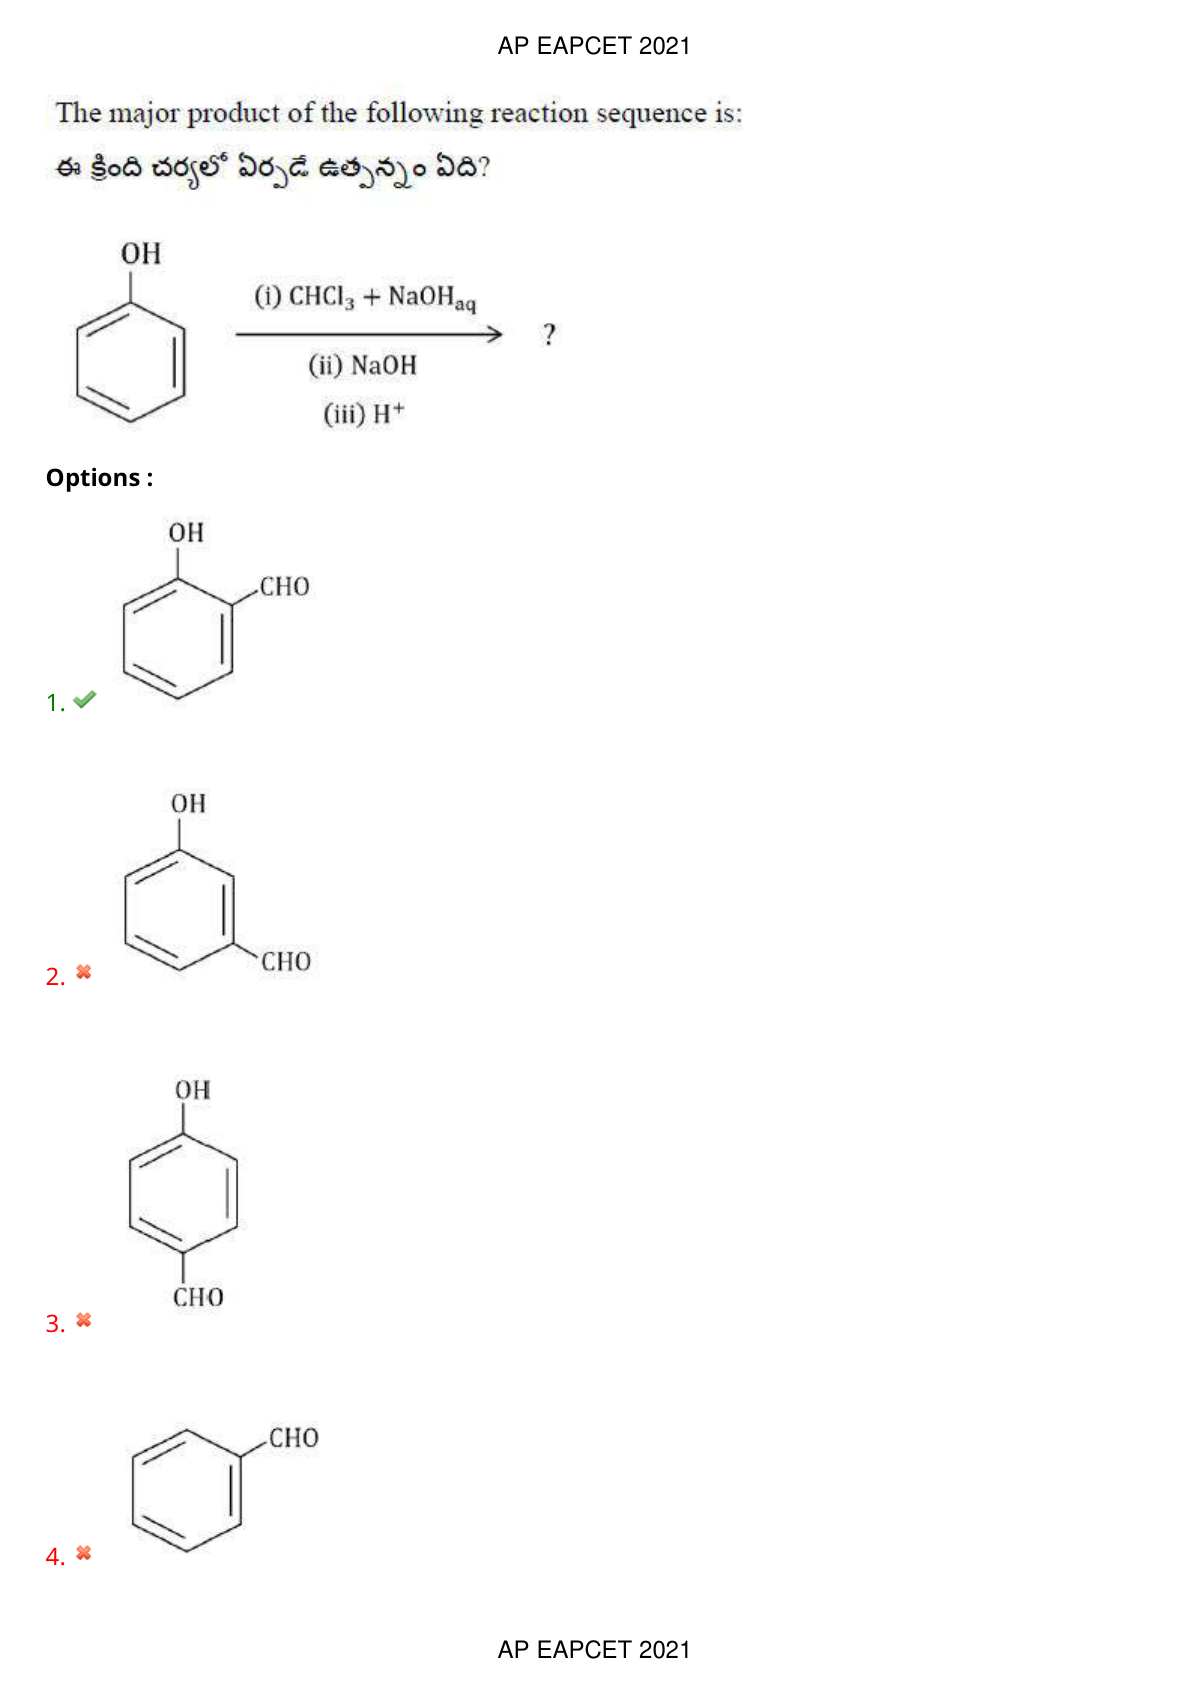 AP EAPCET 2021
The major product of the following reaction sequence is:
ఈ క్రింది చర్యలో ఏర్పడే ఉత్పన్నం ఏది?
OH
(i) CHCl₃ + NaOHaq
?
(ii) NaOH
(iii) H⁺
Options :
OH
CHO
1.
OH
CHO
2.
OH
CHO
3.
CHO
4.
AP EAPCET 2021